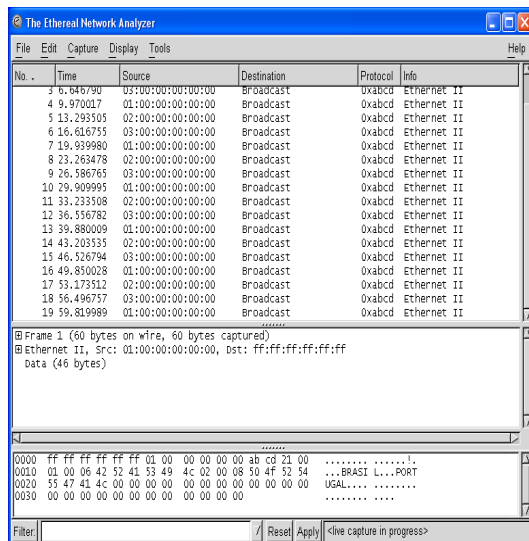 The Ethereal Network Analyzer
File Edit Capture Display Tools Help
No. . Time Source Destination Protocol Info
3 6.646790 03:00:00:00:00:00 Broadcast 0xabcd Ethernet II
4 9.970017 01:00:00:00:00:00 Broadcast 0xabcd Ethernet II
5 13.293505 02:00:00:00:00:00 Broadcast 0xabcd Ethernet II
6 16.616755 03:00:00:00:00:00 Broadcast 0xabcd Ethernet II
7 19.939980 01:00:00:00:00:00 Broadcast 0xabcd Ethernet II
8 23.263478 02:00:00:00:00:00 Broadcast 0xabcd Ethernet II
9 26.586765 03:00:00:00:00:00 Broadcast 0xabcd Ethernet II
10 29.909995 01:00:00:00:00:00 Broadcast 0xabcd Ethernet II
11 33.233508 02:00:00:00:00:00 Broadcast 0xabcd Ethernet II
12 36.556782 03:00:00:00:00:00 Broadcast 0xabcd Ethernet II
13 39.880009 01:00:00:00:00:00 Broadcast 0xabcd Ethernet II
14 43.203535 02:00:00:00:00:00 Broadcast 0xabcd Ethernet II
15 46.526794 03:00:00:00:00:00 Broadcast 0xabcd Ethernet II
16 49.850028 01:00:00:00:00:00 Broadcast 0xabcd Ethernet II
17 53.173512 02:00:00:00:00:00 Broadcast 0xabcd Ethernet II
18 56.496757 03:00:00:00:00:00 Broadcast 0xabcd Ethernet II
19 59.819989 01:00:00:00:00:00 Broadcast 0xabcd Ethernet II
Frame 1 (60 bytes on wire, 60 bytes captured)
Ethernet II, Src: 01:00:00:00:00:00, Dst: ff:ff:ff:ff:ff:ff
Data (46 bytes)
0000 ff ff ff ff ff ff 01 00 00 00 00 00 ab cd 21 00 ........ ......!.
0010 01 00 06 42 52 41 53 49 4c 02 00 08 50 4f 52 54 ...BRASI L...PORT
0020 55 47 41 4c 00 00 00 00 00 00 00 00 00 00 00 00 UGAL.... ........
0030 00 00 00 00 00 00 00 00 00 00 00 00 ........ ....
Filter: / Reset Apply <live capture in progress>